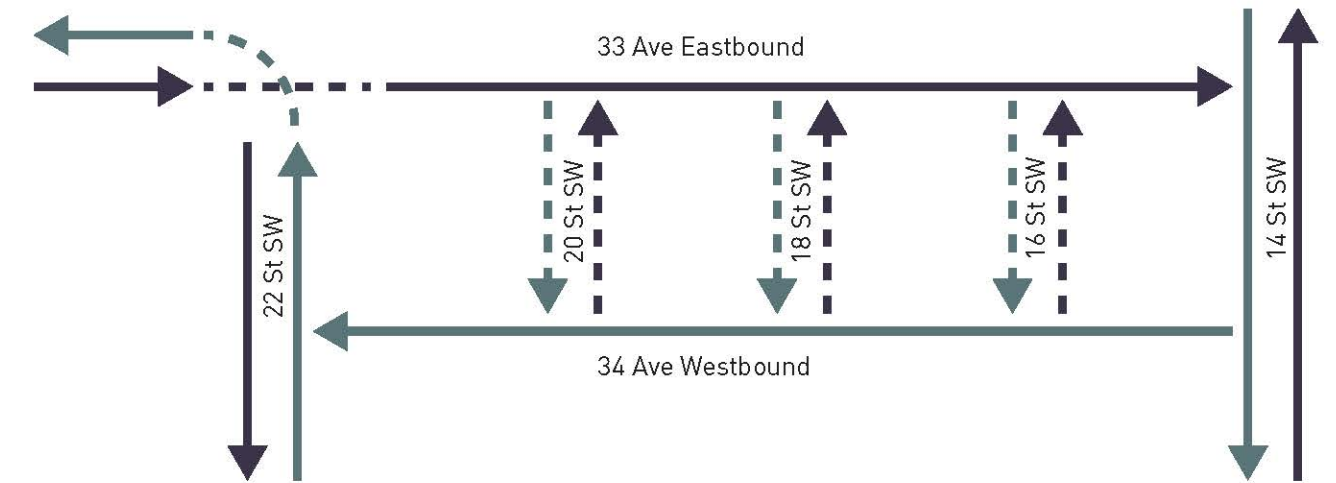 33 Ave Eastbound
22 St SW
20 St SW
18 St SW
16 St SW
14 St SW
34 Ave Westbound